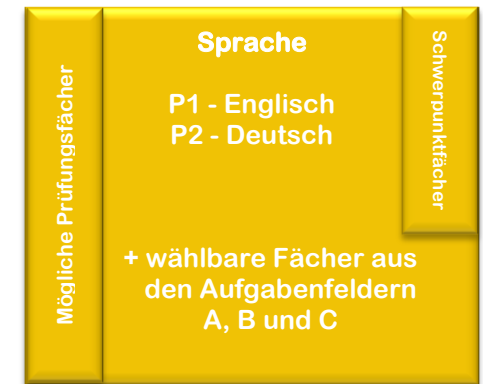 Mögliche Prüfungsfächer
Sprache
P1 - Englisch
P2 - Deutsch
Schwerpunktfächer
+ wählbare Fächer aus
den Aufgabenfeldern
A, B und C